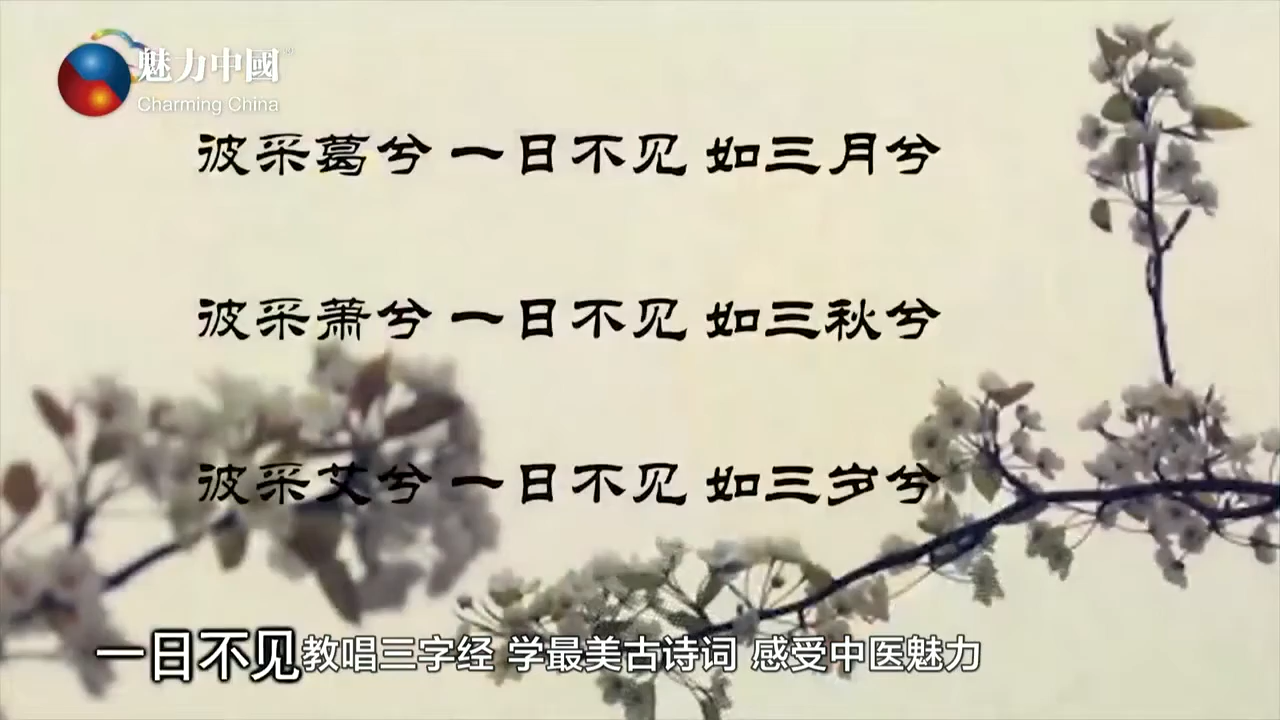 魅力中國
Charming China
彼采葛兮 一日不见 如三月兮
彼采萧兮 一日不见 如三秋兮
彼采艾兮 一日不见 如三岁兮
一日不见教唱三字经 学最美古诗词 感受中医魅力